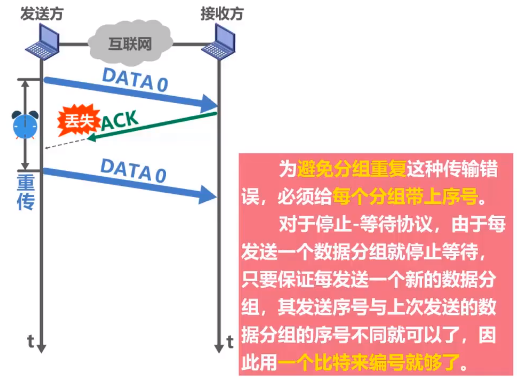 发送方
接收方
互联网
DATA 0
丢失
ACK
DATA 0
重传
t
t
为避免分组重复这种传输错
误，必须给每个分组带上序号。
对于停止-等待协议，由于每
发送一个数据分组就停止等待，
只要保证每发送一个新的数据分
组，其发送序号与上次发送的数
据分组的序号不同就可以了，因
此用一个比特来编号就够了。